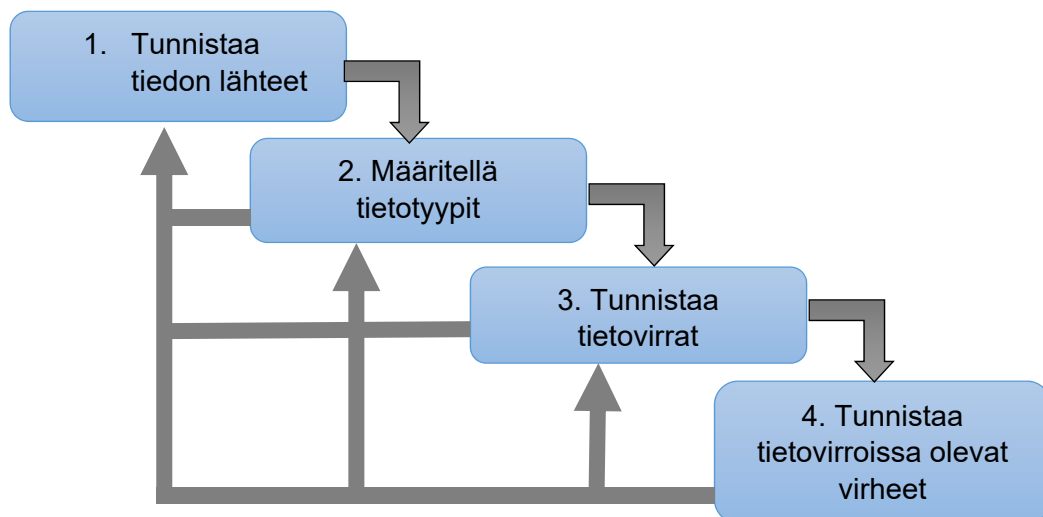 1. Tunnistaa
tiedon lähteet
2. Määritellä
tietotyypit
3. Tunnistaa
tietovirrat
4. Tunnistaa
tietovirroissa olevat
virheet